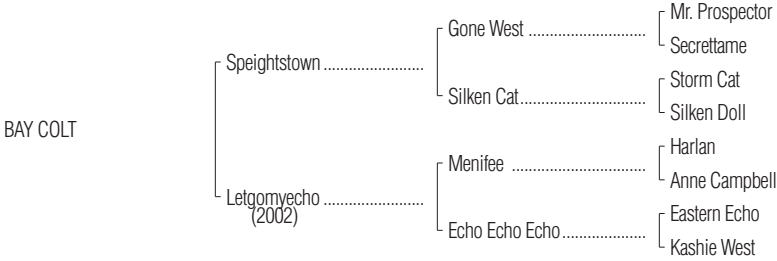 Mr. Prospector
Gone West ..........................
Secrettame
Speightstown .......................
Storm Cat
Silken Cat............................
Silken Doll
BAY COLT
Harlan
Menifee .............................
Anne Campbell
Letgomyecho .......................
(2002)
Eastern Echo
Echo Echo Echo...................
Kashie West